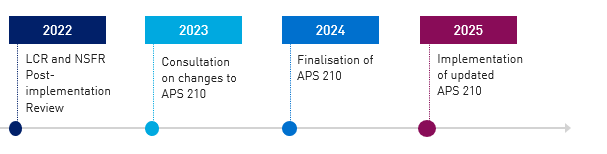 2022
LCR and NSFR
Post-
implementation
Review
2023
Consultation
on changes to
APS 210
2024
Finalisation of
APS 210
2025
Implementation
of updated
APS 210